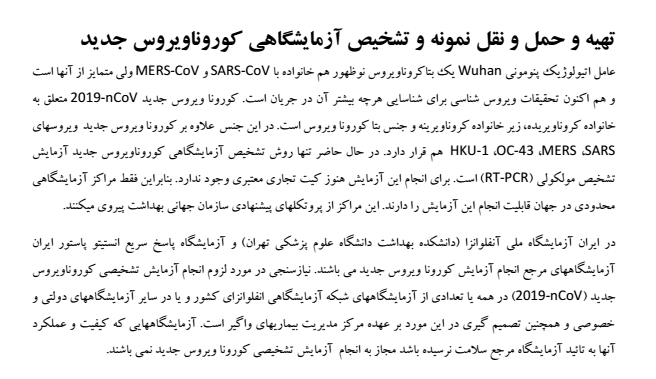 تهیه و حمل و نقل نمونه و تشخیص آزمایشگاهی کوروناویروس جدید
عامل اتیولوژیک پنومونی Wuhan یک بتاکروناویروس نوظهور هم خانواده با SARS-CoV و MERS-CoV ولی متمایز از آنها است
و هم اکنون تحقیقات ویروس شناسی برای شناسایی هرچه بیشتر آن در جریان است. کورونا ویروس جدید 2019-nCoV متعلق به
خانواده کروناویریده، زیر خانواده کروناویرینه و جنس بتا کورونا ویروس است. در این جنس علاوه بر کورونا ویروس جدید ویروسهای
SARS، MERS، OC-43، HKU-1 هم قرار دارد. در حال حاضر تنها روش تشخیص آزمایشگاهی کوروناویروس جدید آزمایش
تشخیص مولکولی (RT-PCR) است. برای انجام این آزمایش هنوز کیت تجاری معتبری وجود ندارد. بنابراین فقط مراکز آزمایشگاهی
محدودی در جهان قابلیت انجام این آزمایش را دارند. این مراکز از پروتکلهای پیشنهادی سازمان جهانی بهداشت پیروی میکنند.
در ایران آزمایشگاه ملی آنفلوانزا (دانشکده بهداشت دانشگاه علوم پزشکی تهران) و آزمایشگاه پاسخ سریع انستیتو پاستور ایران
آزمایشگاههای مرجع انجام آزمایش کورونا ویروس جدید می باشند. نیازسنجی در مورد لزوم انجام آزمایش تشخیصی کوروناویروس
جدید (2019-nCoV) در همه یا تعدادی از آزمایشگاههای شبکه آزمایشگاهی انفلوانزای کشور و یا در سایر آزمایشگاههای دولتی و
خصوصی و همچنین تصمیم گیری در این مورد بر عهده مرکز مدیریت بیماریهای واگیر است. آزمایشگاههایی که کیفیت و عملکرد
آنها به تائید آزمایشگاه مرجع سلامت نرسیده باشد مجاز به انجام آزمایش تشخیصی کورونا ویروس جدید نمی باشند.